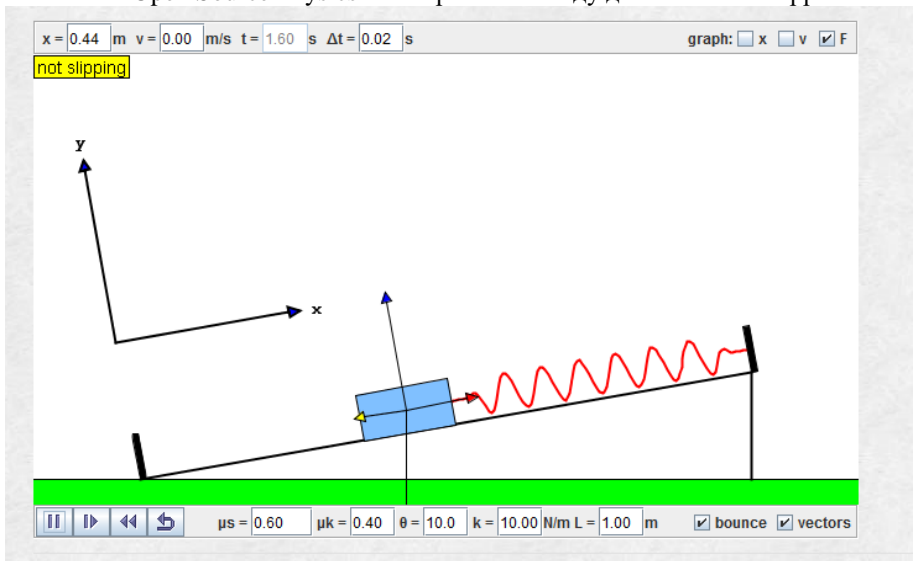 x = 0.44 m v = 0.00 m/s t = 1.60 s Δt = 0.02 s graph: x v F
not slipping
y
x
μs = 0.60 μk = 0.40 θ = 10.0 k = 10.00 N/m L = 1.00 m bounce vectors